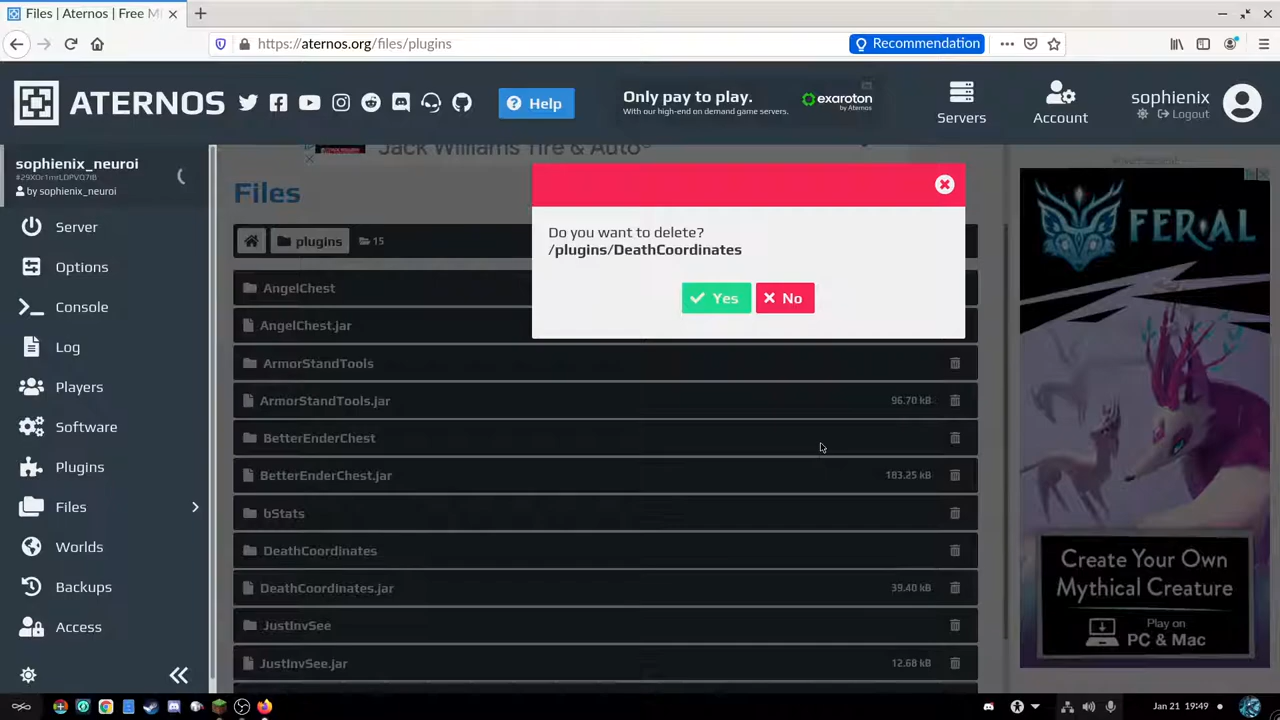 Files | Aternos | Free M
https://aternos.org/files/plugins
Recommendation
ATERNOS
Help
Only pay to play.
With our high-end on demand game servers.
exaroton
by Aternos
Servers
Account
sophienix
Logout
sophienix_neuroi
by sophienix_neuroi
Server
Options
Console
Log
Players
Software
Plugins
Files
Worlds
Backups
Access
Jack Williams Tire & Auto
Files
plugins
15
Do you want to delete?
/plugins/DeathCoordinates
Yes
No
AngelChest
AngelChest.jar
ArmorStandTools
ArmorStandTools.jar
96.70 kB
BetterEnderChest
BetterEnderChest.jar
183.25 kB
bStats
DeathCoordinates
DeathCoordinates.jar
39.40 kB
JustInvSee
JustInvSee.jar
12.68 kB
Advertisement
FERAL
Create Your Own
Mythical Creature
Play on
PC & Mac
Jan 21 19:49